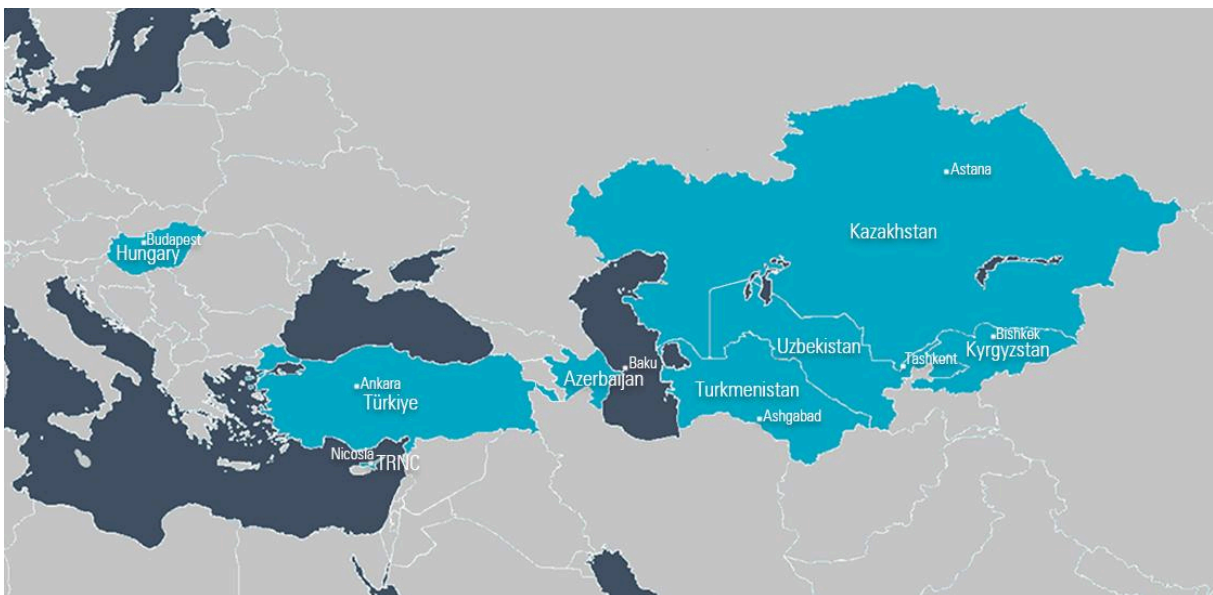 Astana
Kazakhstan
Budapest
Hungary
Bishkek
Kyrgyzstan
Uzbekistan
Tashkent
Baku
Azerbaijan
Turkmenistan
Ashgabad
Ankara
Türkiye
Nicosia
TRNC